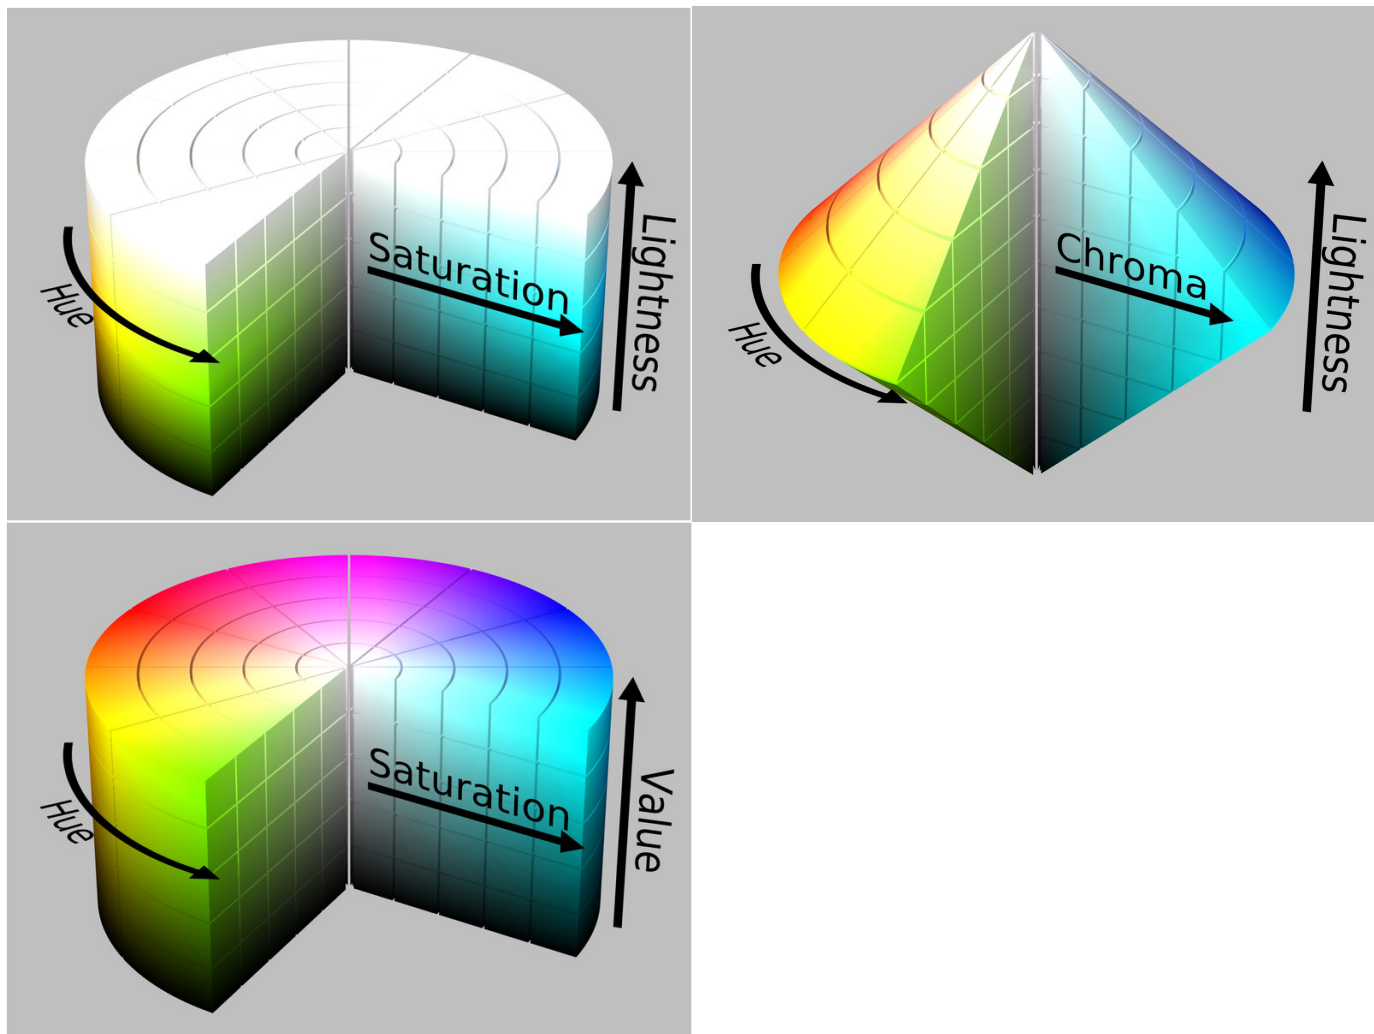 Hue
Saturation
Lightness
Hue
Chroma
Lightness
Hue
Saturation
Value